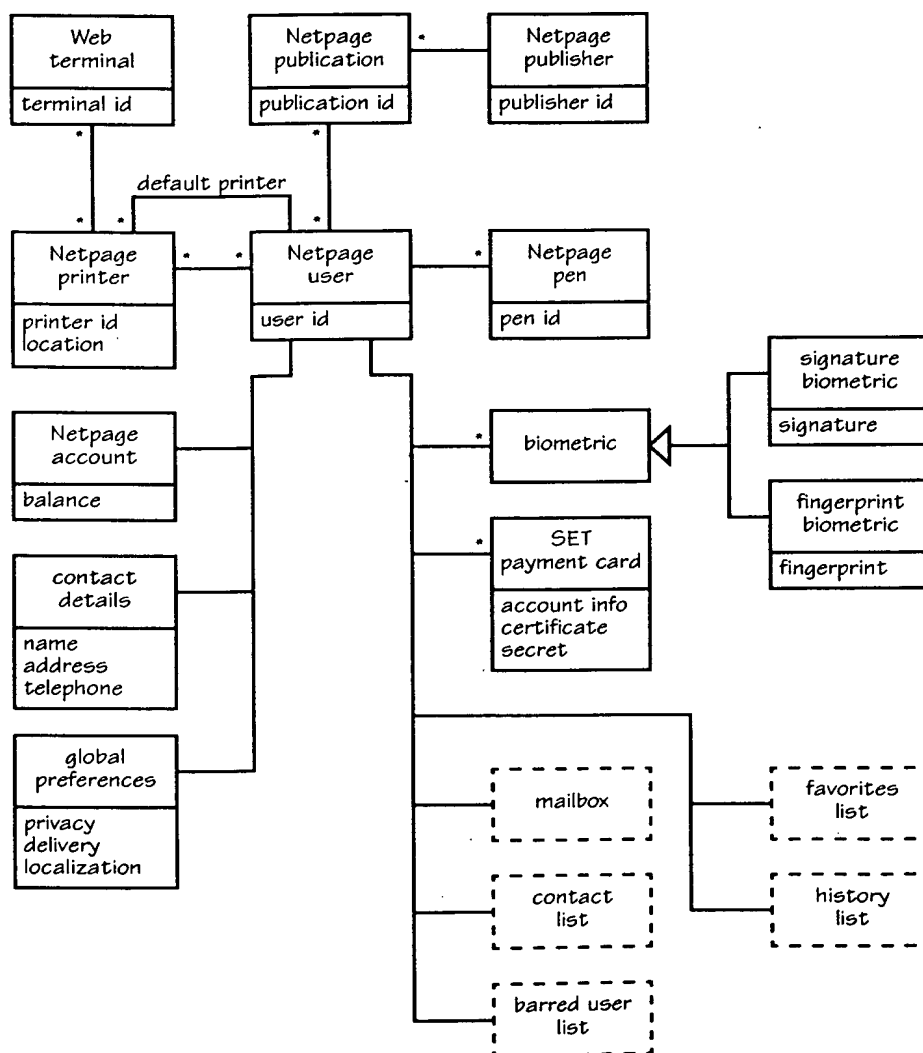 Web
terminal
terminal id
Netpage
publication
publication id
*
Netpage
publisher
publisher id
*
*
default printer
*
*
*
Netpage
printer
printer id
location
*
*
Netpage
user
user id
*
Netpage
pen
pen id
signature
biometric
signature
Netpage
account
balance
*
biometric
fingerprint
biometric
fingerprint
*
SET
payment card
account info
certificate
secret
contact
details
name
address
telephone
global
preferences
privacy
delivery
localization
mailbox
favorites
list
contact
list
history
list
barred user
list